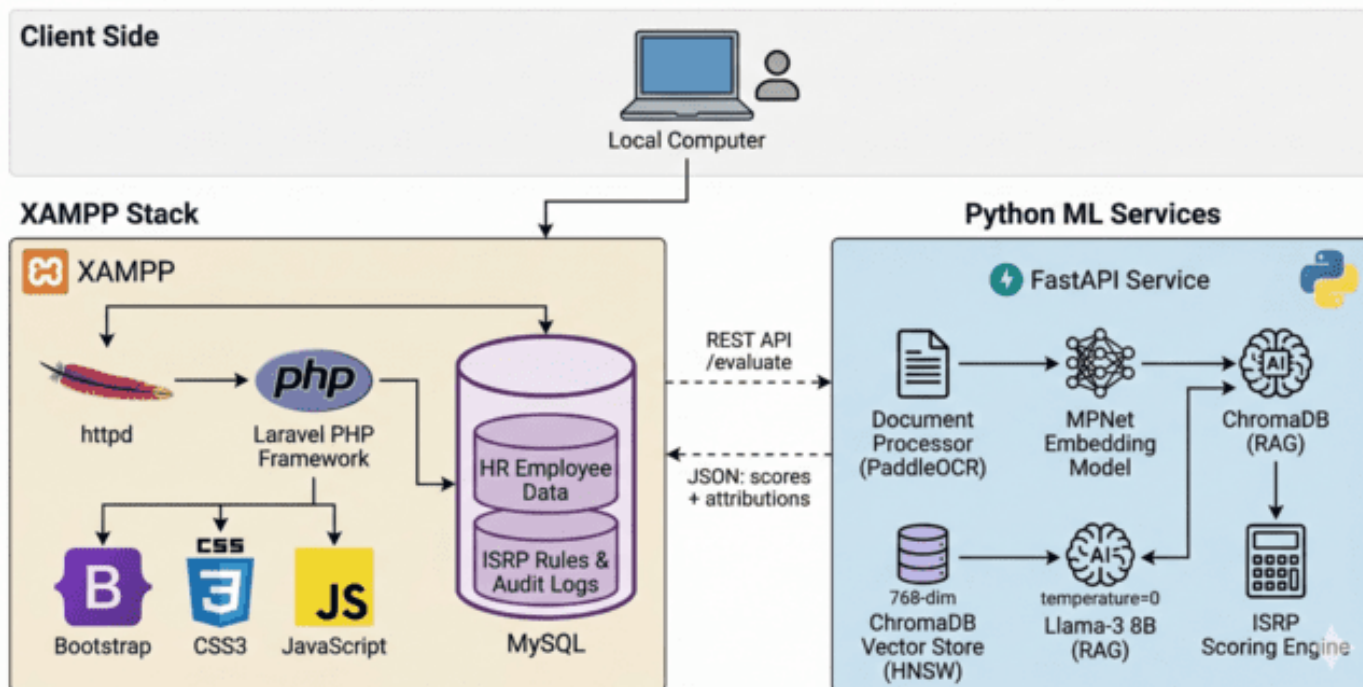 Client Side
Local Computer
XAMPP Stack
XAMPP
httpd
php
Laravel PHP
Framework
Bootstrap
B
CSS
3
CSS3
JS
JavaScript
HR Employee
Data
ISRP Rules &
Audit Logs
MySQL
REST API
/evaluate
JSON: scores
+ attributions
Python ML Services
FastAPI Service
Document
Processor
(PaddleOCR)
MPNet
Embedding
Model
AI
ChromaDB
(RAG)
768-dim
ChromaDB
Vector Store
(HNSW)
AI
temperature=0
Llama-3 8B
(RAG)
ISRP
Scoring Engine